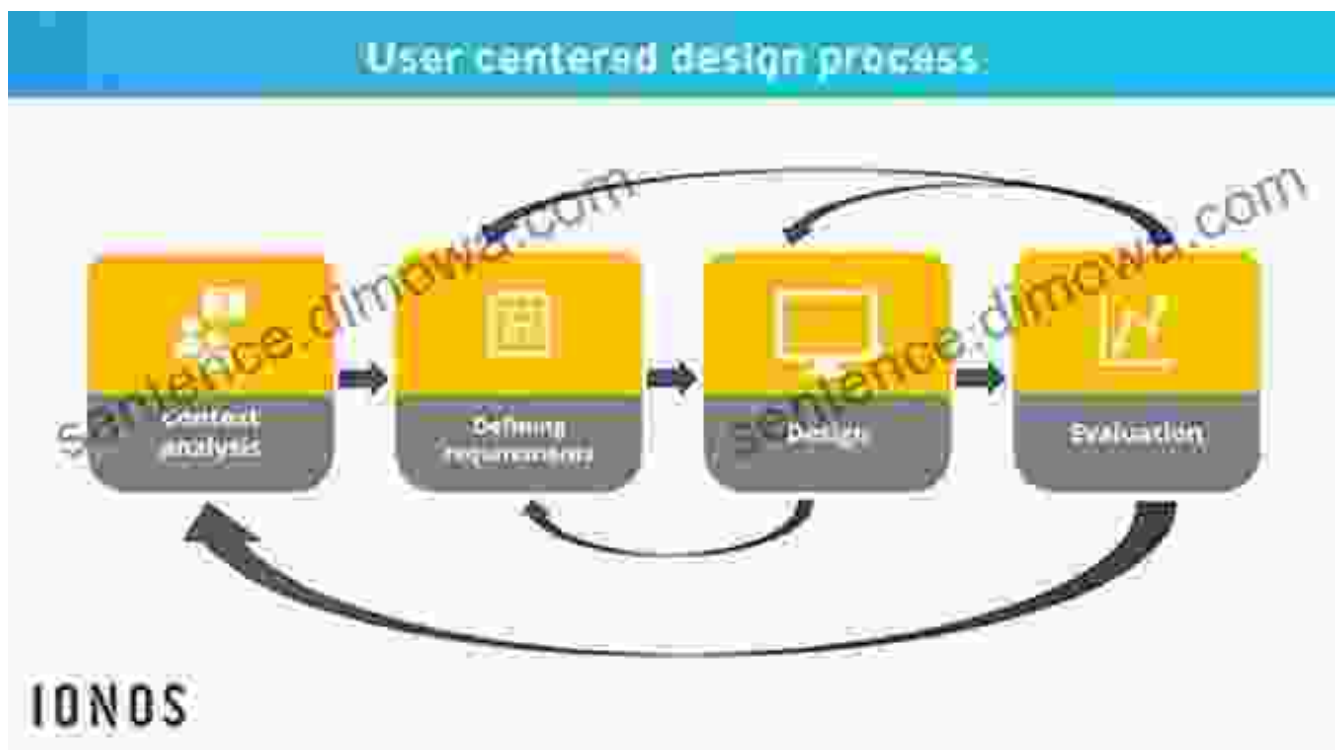 User centered design process
sentence.dimowa.com
sentence.dimowa.com
Context
analysis
Defining
requirements
Design
Evaluation
IONOS